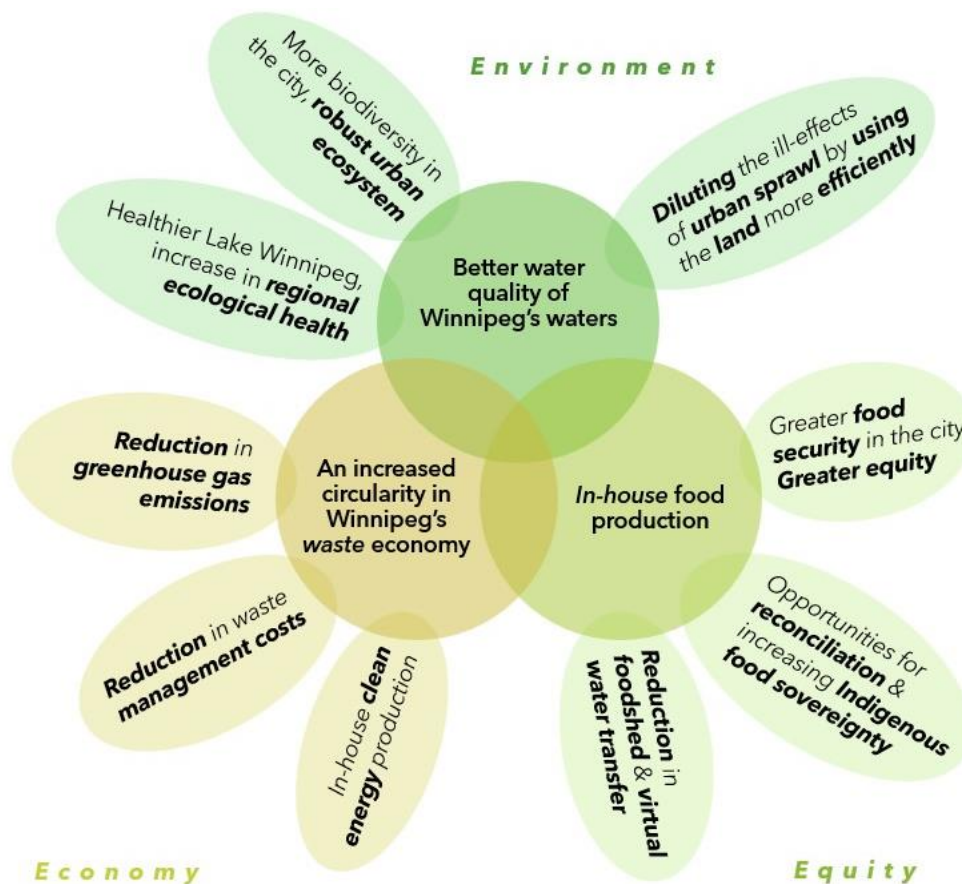 Environment
More biodiversity in
the city, robust urban
ecosystem
Diluting the ill-effects
of urban sprawl by using
the land more efficiently
Healthier Lake Winnipeg,
increase in regional
ecological health
Better water
quality of
Winnipeg's waters
Reduction in
greenhouse gas
emissions
An increased
circularity in
Winnipeg's
waste economy
In-house food
production
Greater food
security in the city
Greater equity
Reduction in waste
management costs
In-house clean
energy production
Reduction in
foodshed & virtual
water transfer
Opportunities for
reconciliation &
increasing Indigenous
food sovereignty
Economy
Equity